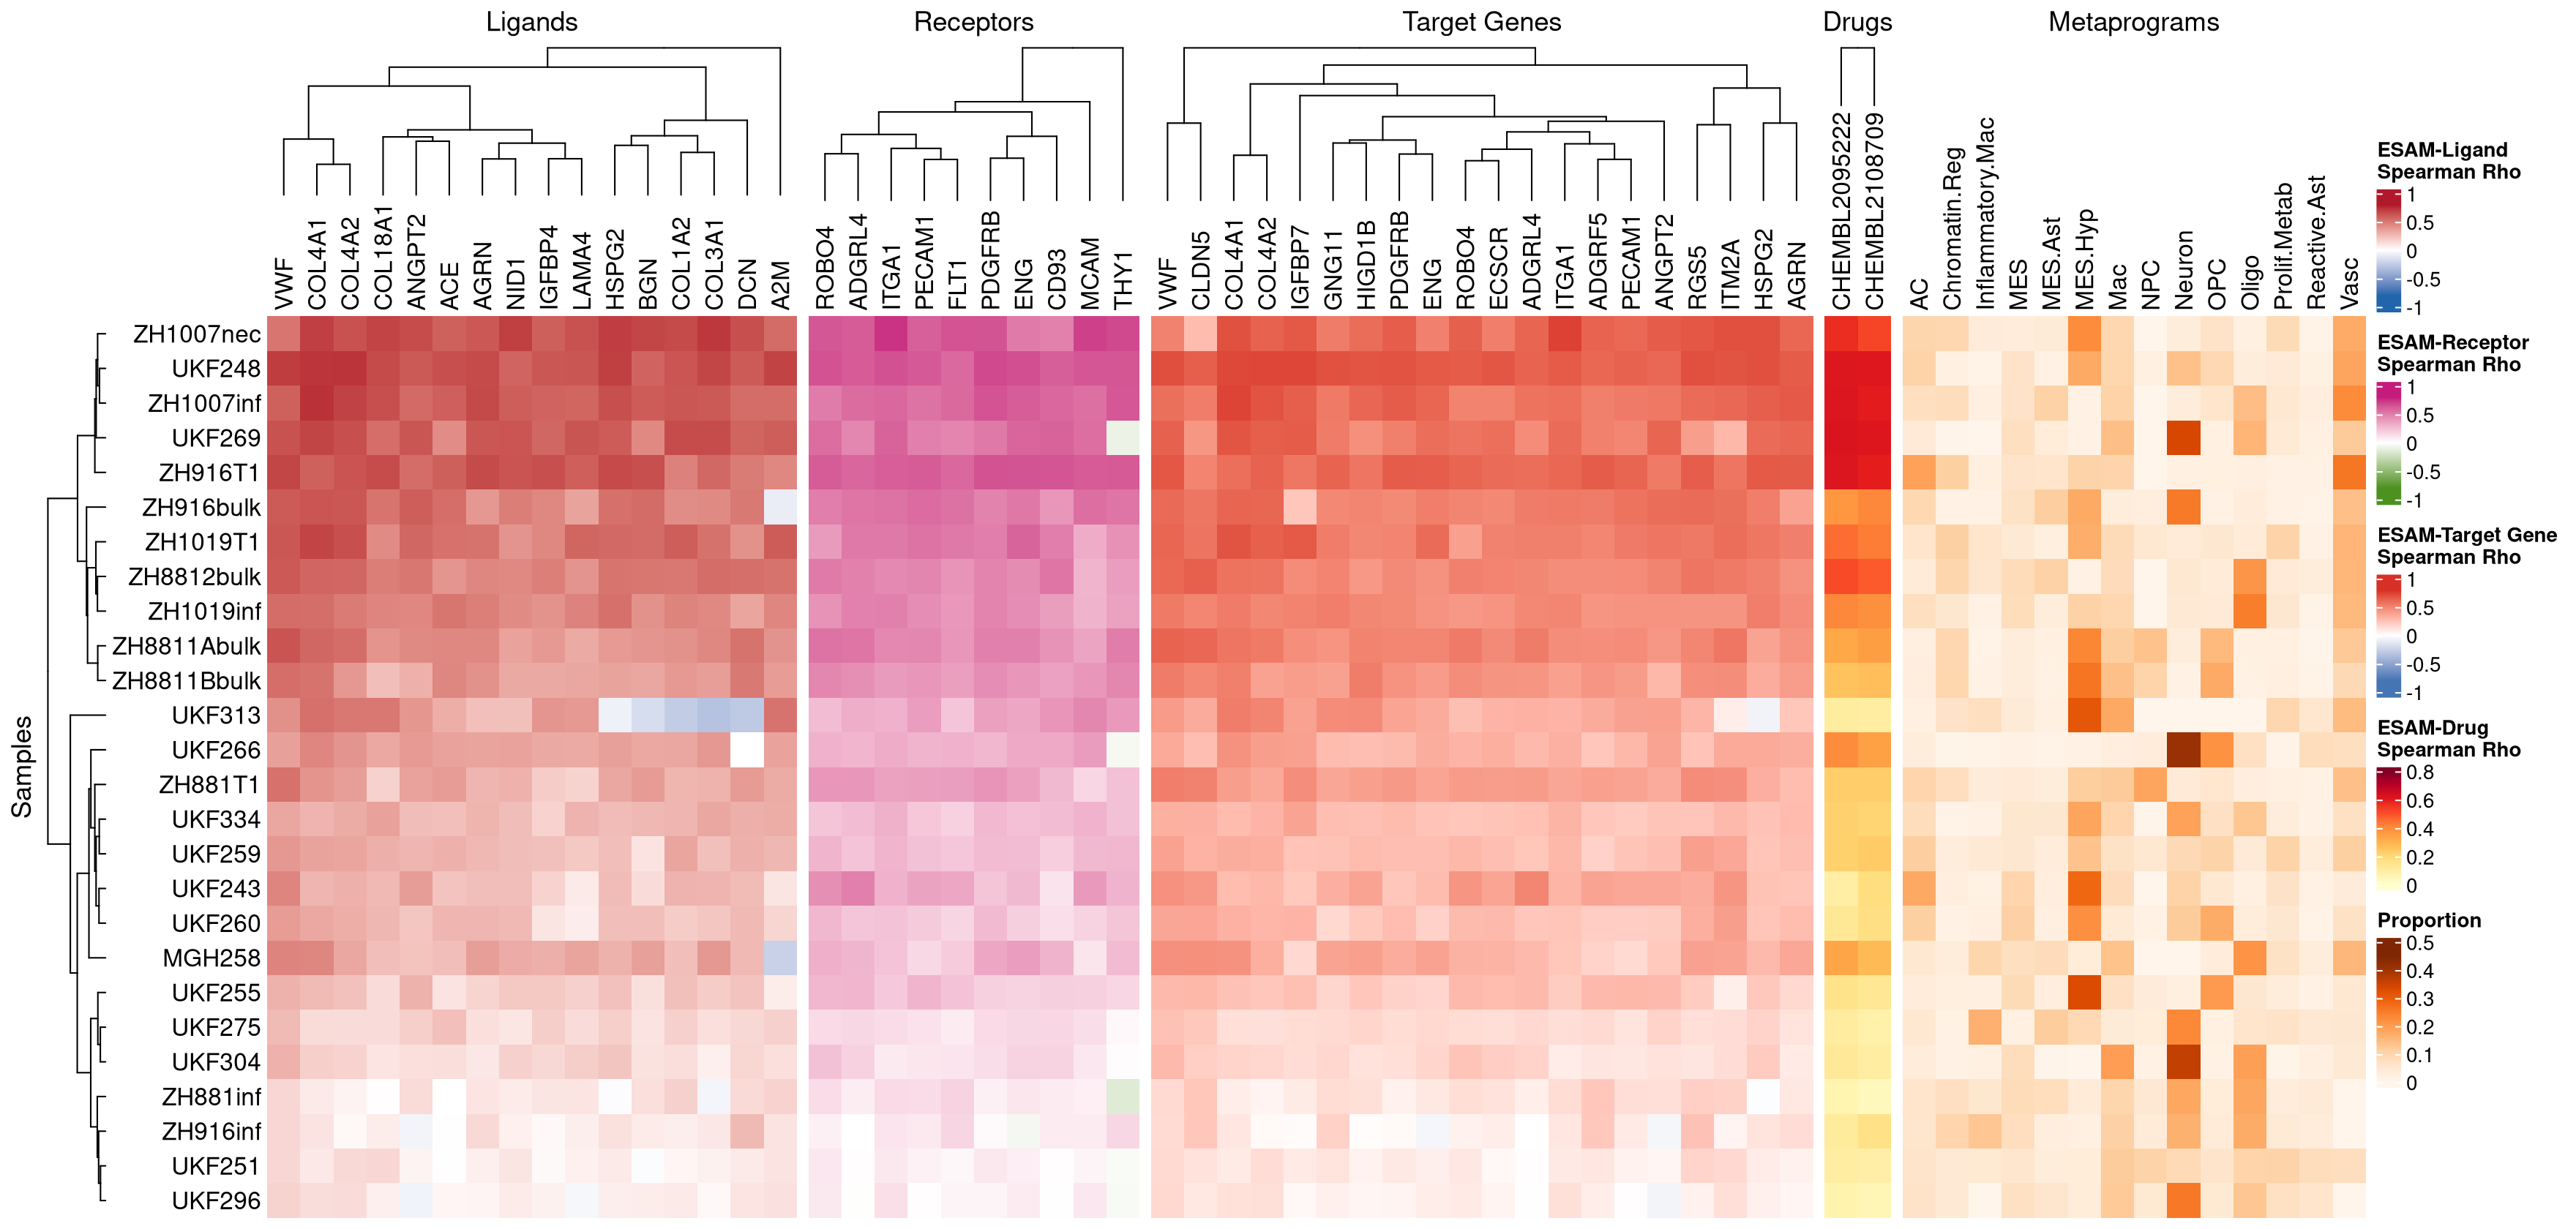 Ligands
Receptors
Target Genes
Drugs
Metaprograms
VWF
COL4A1
COL4A2
COL18A1
ANGPT2
ACE
AGRN
NID1
IGFBP4
LAMA4
HSPG2
BGN
COL1A2
COL3A1
DCN
A2M
ROBO4
ADGRL4
ITGA1
PECAM1
FLT1
PDGFRB
ENG
CD93
MCAM
THY1
VWF
CLDN5
COL4A1
COL4A2
IGFBP7
GNG11
HIGD1B
PDGFRB
ENG
ROBO4
ECSCR
ADGRL4
ITGA1
ADGRF5
PECAM1
ANGPT2
RGS5
ITM2A
HSPG2
AGRN
CHEMBL2095222
CHEMBL2108709
AC
Chromatin.Reg
Inflammatory.Mac
MES
MES.Ast
MES.Hyp
Mac
NPC
Neuron
OPC
Oligo
Prolif.Metab
Reactive.Ast
Vasc
Samples
ZH1007nec
UKF248
ZH1007inf
UKF269
ZH916T1
ZH916bulk
ZH1019T1
ZH8812bulk
ZH1019inf
ZH8811Abulk
ZH8811Bbulk
UKF313
UKF266
ZH881T1
UKF334
UKF259
UKF243
UKF260
MGH258
UKF255
UKF275
UKF304
ZH881inf
ZH916inf
UKF251
UKF296
ESAM-Ligand
Spearman Rho
1
0.5
0
-0.5
-1
ESAM-Receptor
Spearman Rho
1
0.5
0
-0.5
-1
ESAM-Target Gene
Spearman Rho
1
0.5
0
-0.5
-1
ESAM-Drug
Spearman Rho
0.8
0.6
0.4
0.2
0
Proportion
0.5
0.4
0.3
0.2
0.1
0